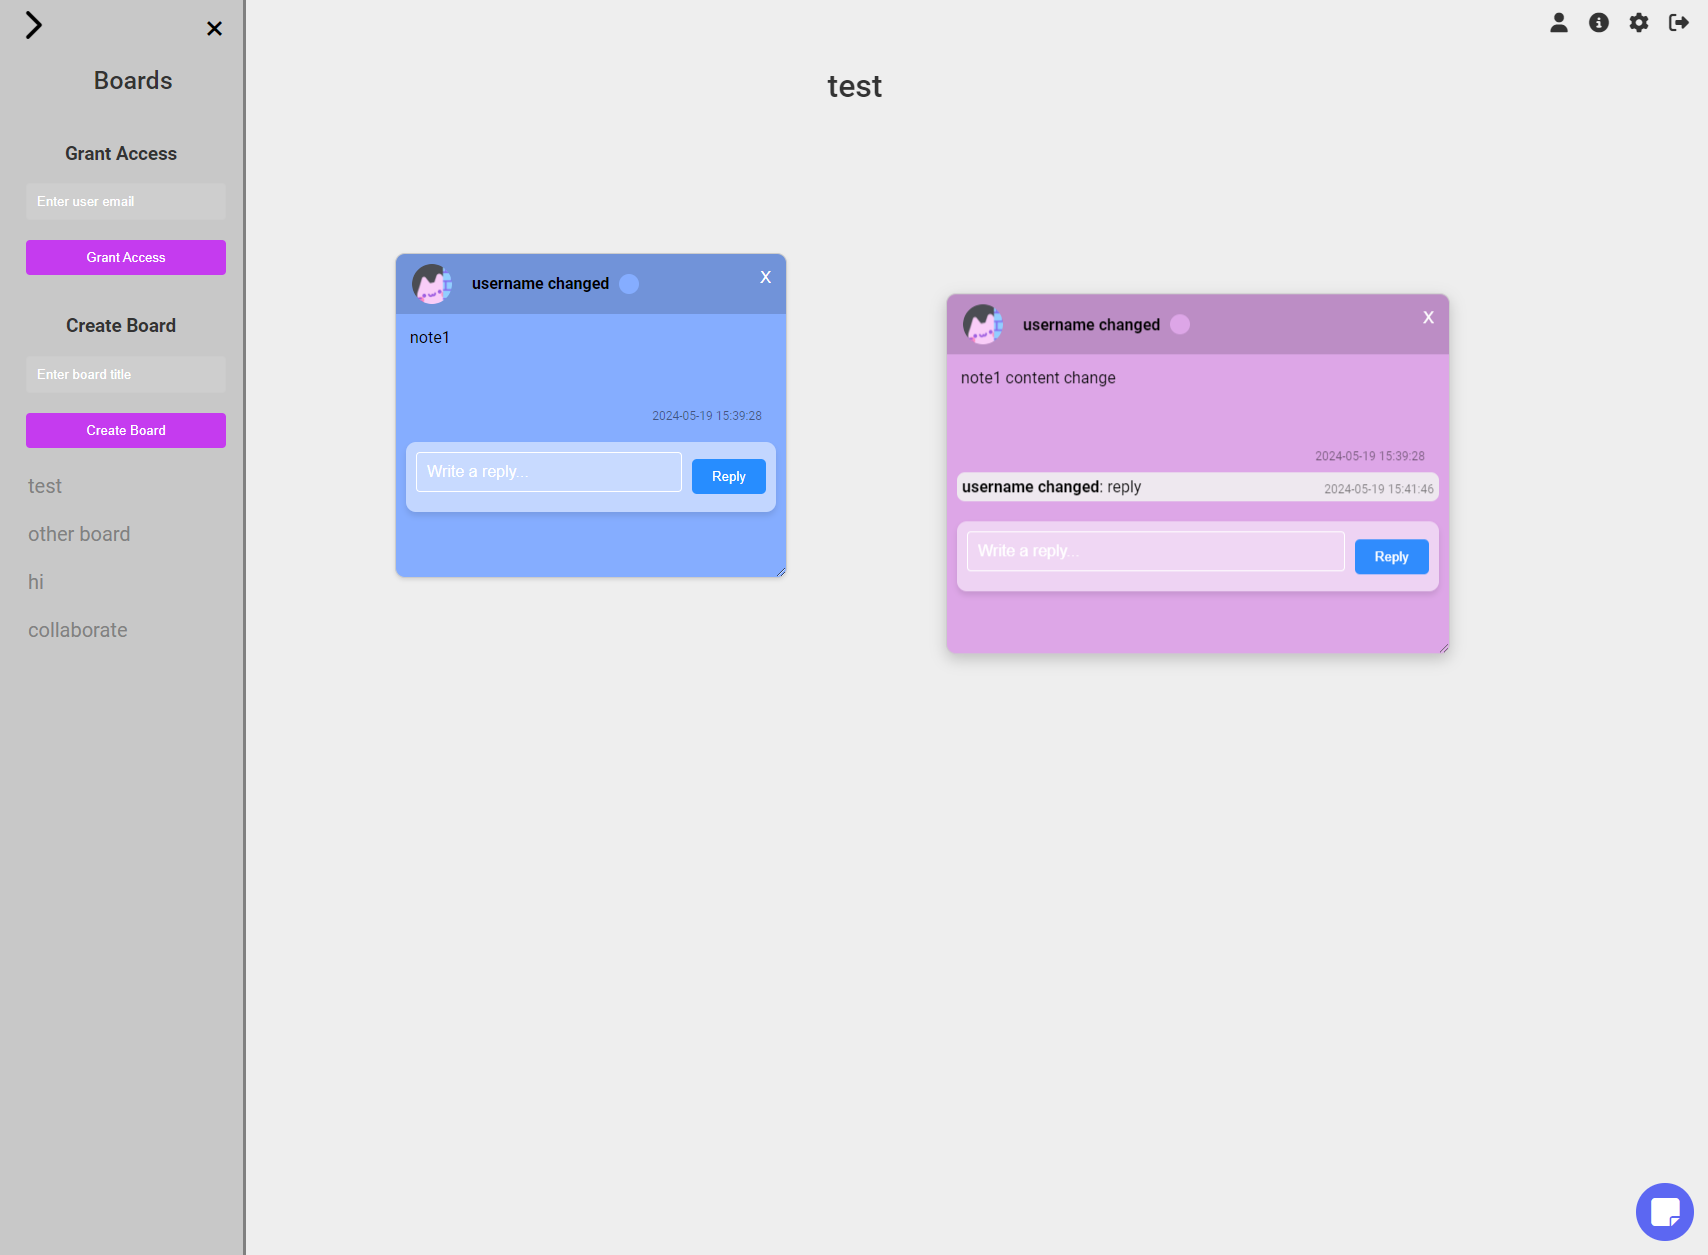 Boards
Grant Access
Enter user email
Grant Access
Create Board
Enter board title
Create Board
test
other board
hi
collaborate
test
username changed
X
note1
2024-05-19 15:39:28
Write a reply...
Reply
username changed
X
note1 content change
2024-05-19 15:39:28
username changed: reply
2024-05-19 15:41:46
Write a reply...
Reply